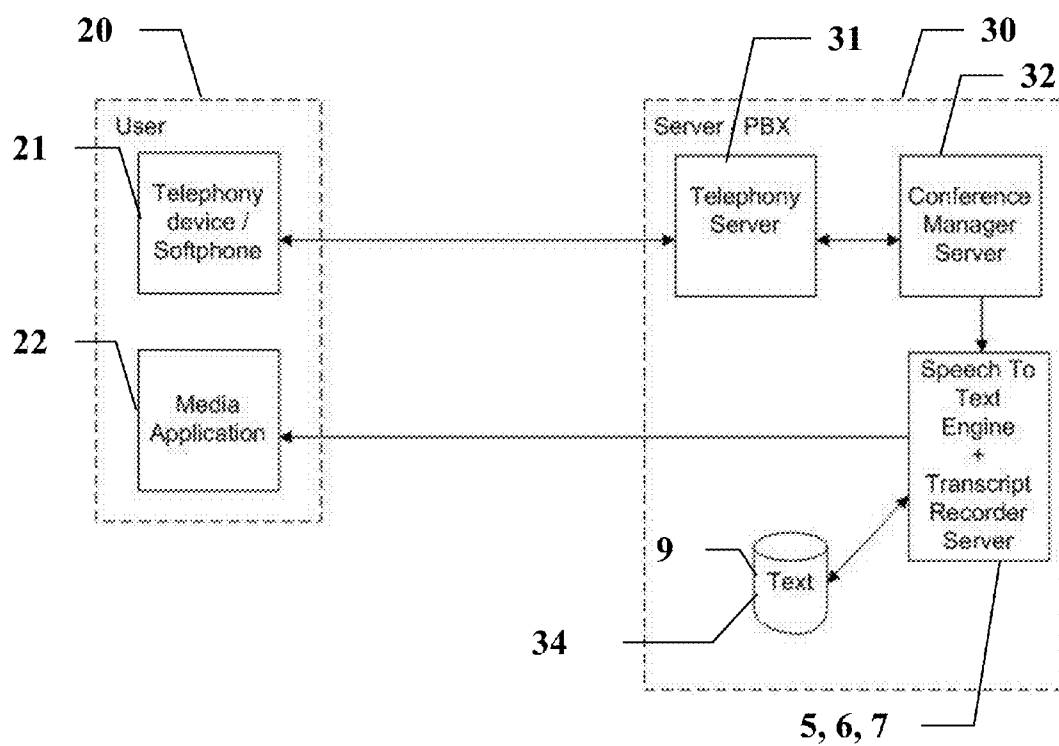 20
31
30
32
User
Server PBX
21
Telephony
device /
Softphone
Telephony
Server
Conference
Manager
Server
22
Media
Application
Speech To
Text
Engine
+
Transcript
Recorder
Server
9
Text
34
5, 6, 7